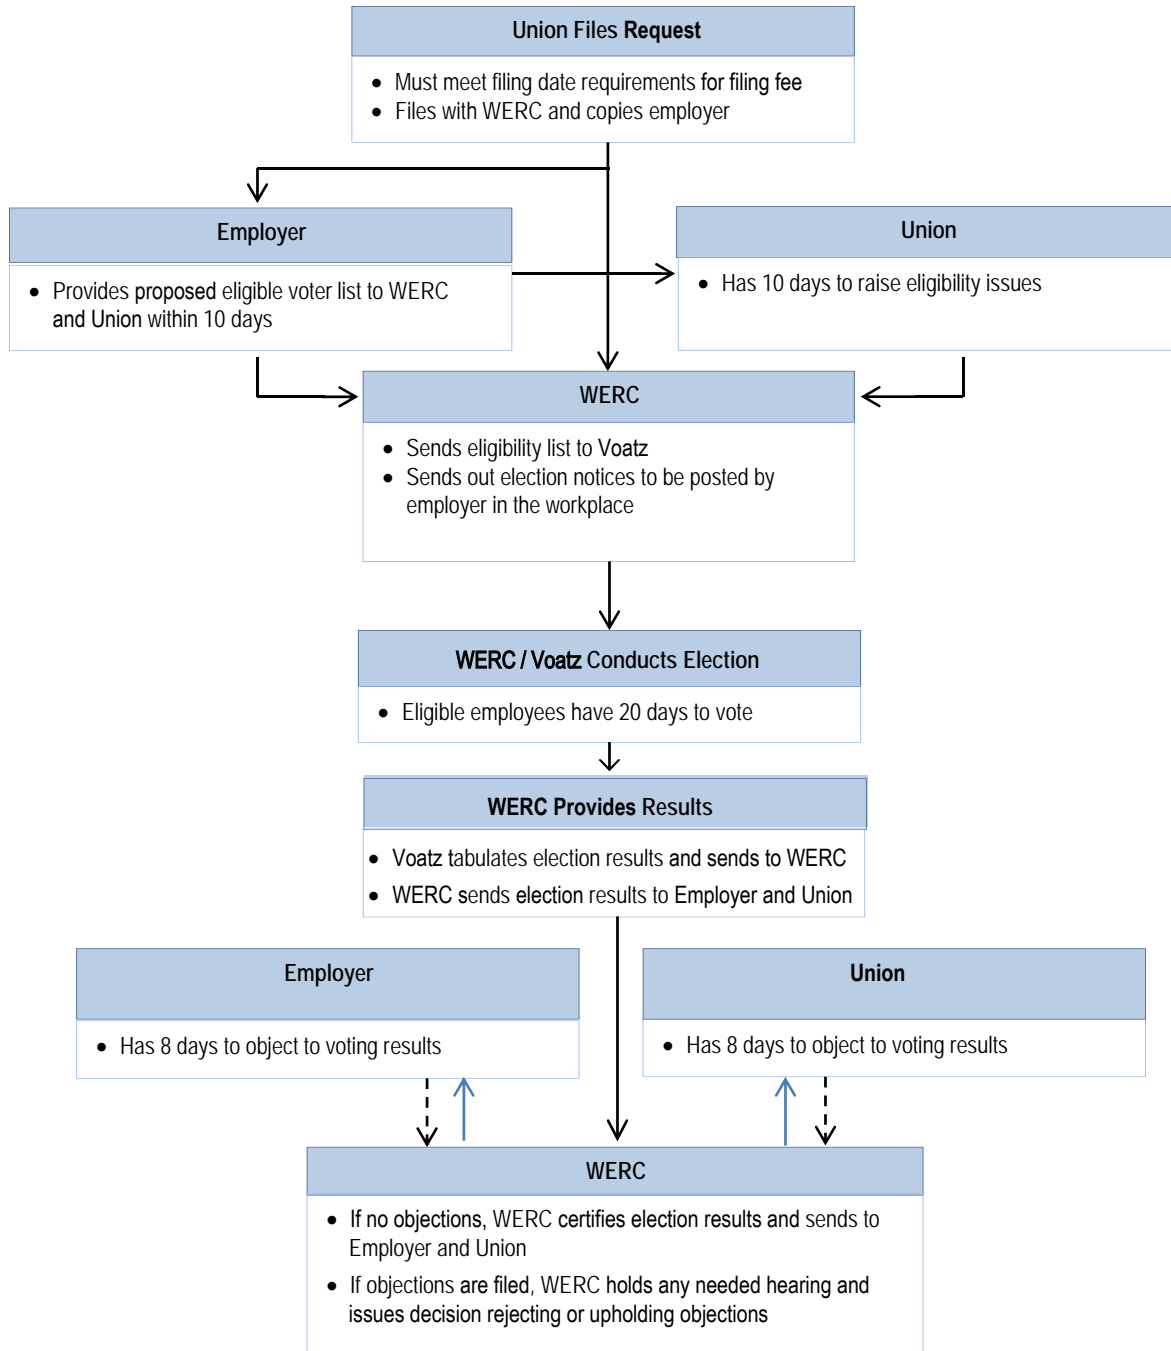 Union Files Request
• Must meet filing date requirements for filing fee
• Files with WERC and copies employer
Employer
• Provides proposed eligible voter list to WERC
and Union within 10 days
Union
• Has 10 days to raise eligibility issues
WERC
• Sends eligibility list to Voatz
• Sends out election notices to be posted by
employer in the workplace
WERC / Voatz Conducts Election
• Eligible employees have 20 days to vote
WERC Provides Results
• Voatz tabulates election results and sends to WERC
• WERC sends election results to Employer and Union
Employer
• Has 8 days to object to voting results
Union
• Has 8 days to object to voting results
WERC
• If no objections, WERC certifies election results and sends to
Employer and Union
• If objections are filed, WERC holds any needed hearing and
issues decision rejecting or upholding objections